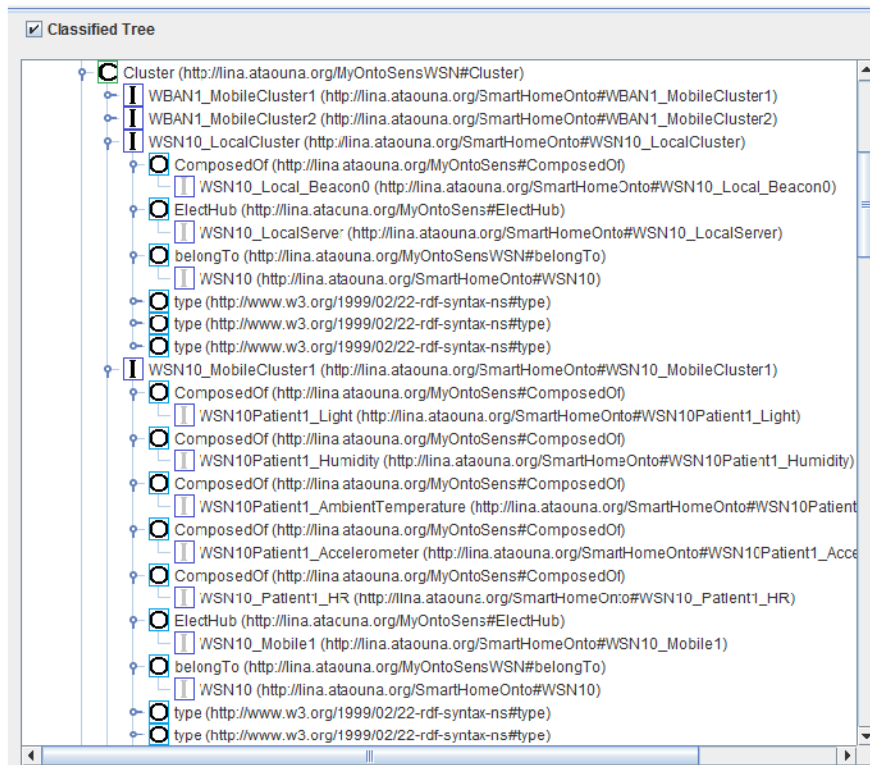 Classified Tree
C Cluster (http://lina.ataouna.org/MyOntoSensWSN#Cluster)
I WBAN1_MobileCluster1 (http://lina.ataouna.org/SmartHomeOnto#WBAN1_MobileCluster1)
I WBAN1_MobileCluster2 (http://lina.ataouna.org/SmartHomeOnto#WBAN1_MobileCluster2)
I WSN10_LocalCluster (http://lina.ataouna.org/SmartHomeOnto#WSN10_LocalCluster)
O ComposedOf (http://lina.ataouna.org/MyOntoSens#ComposedOf)
I WSN10_Local_Beacon0 (http://lina.ataouna.org/SmartHomeOnto#WSN10_Local_Beacon0)
O ElectHub (http://lina.ataouna.org/MyOntoSens#ElectHub)
I WSN10_LocalServer (http://lina.ataouna.org/SmartHomeOnto#WSN10_LocalServer)
O belongTo (http://lina.ataouna.org/MyOntoSensWSN#belongTo)
I WSN10 (http://lina.ataouna.org/SmartHomeOnto#WSN10)
O type (http://www.w3.org/1999/02/22-rdf-syntax-ns#type)
O type (http://www.w3.org/1999/02/22-rdf-syntax-ns#type)
O type (http://www.w3.org/1999/02/22-rdf-syntax-ns#type)
I WSN10_MobileCluster1 (http://lina.ataouna.org/SmartHomeOnto#WSN10_MobileCluster1)
O ComposedOf (http://lina.ataouna.org/MyOntoSens#ComposedOf)
I WSN10Patient1_Light (http://lina.ataouna.org/SmartHomeOnto#WSN10Patient1_Light)
O ComposedOf (http://lina.ataouna.org/MyOntoSens#ComposedOf)
I WSN10Patient1_Humidity (http://lina.ataouna.org/SmartHomeOnto#WSN10Patient1_Humidity)
O ComposedOf (http://lina.ataouna.org/MyOntoSens#ComposedOf)
I WSN10Patient1_AmbientTemperature (http://lina.ataouna.org/SmartHomeOnto#WSN10Patient
O ComposedOf (http://lina.ataouna.org/MyOntoSens#ComposedOf)
I WSN10Patient1_Accelerometer (http://lina.ataouna.org/SmartHomeOnto#WSN10Patient1_Acce
O ComposedOf (http://lina.ataouna.org/MyOntoSens#ComposedOf)
I WSN10_Patient1_HR (http://lina.ataouna.org/SmartHomeOnto#WSN10_Patient1_HR)
O ElectHub (http://lina.ataouna.org/MyOntoSens#ElectHub)
I WSN10_Mobile1 (http://lina.ataouna.org/SmartHomeOnto#WSN10_Mobile1)
O belongTo (http://lina.ataouna.org/MyOntoSensWSN#belongTo)
I WSN10 (http://lina.ataouna.org/SmartHomeOnto#WSN10)
O type (http://www.w3.org/1999/02/22-rdf-syntax-ns#type)
O type (http://www.w3.org/1999/02/22-rdf-syntax-ns#type)